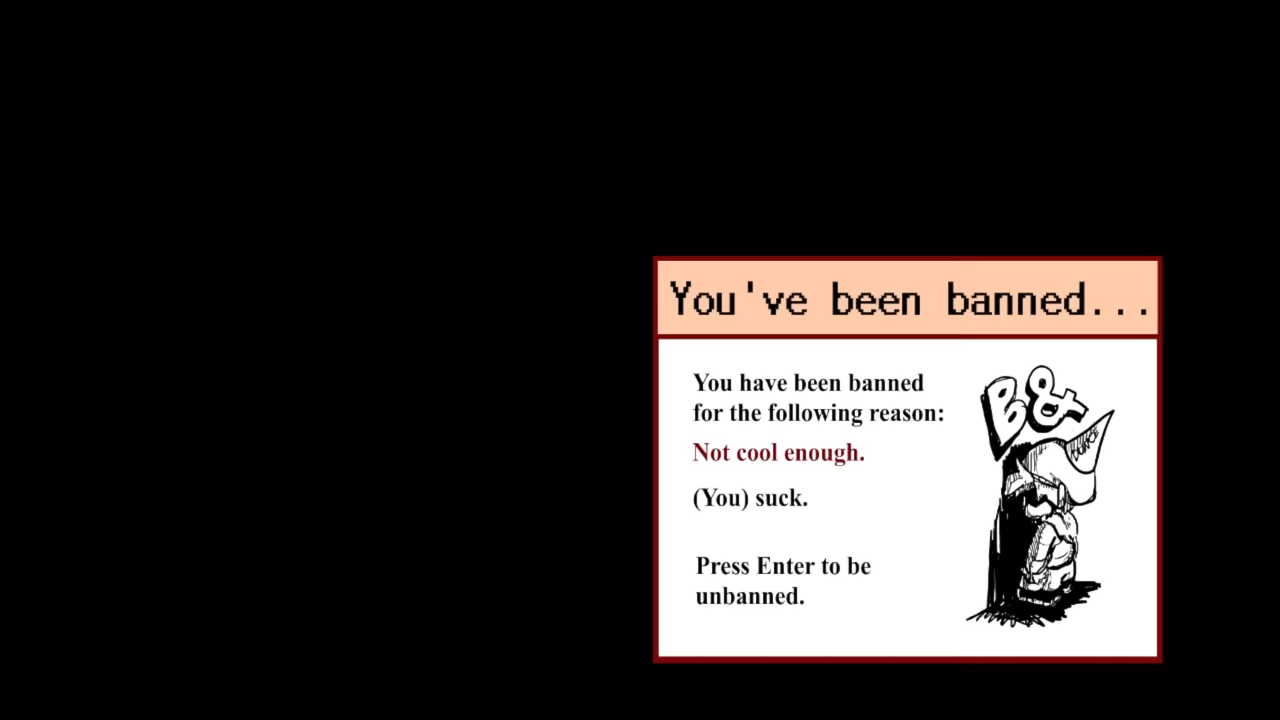 You've been banned...
You have been banned
for the following reason:
Not cool enough.
(You) suck.
Press Enter to be
unbanned.
B&
DUNCE